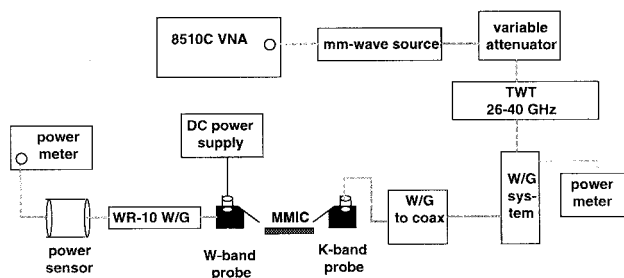 8510C VNA
mm-wave source
variable
attenuator
TWT
26-40 GHz
power
meter
DC power
supply
W/G
sys-
tem
power
meter
WR-10 W/G
MMIC
W/G
to coax
power
sensor
W-band
probe
K-band
probe